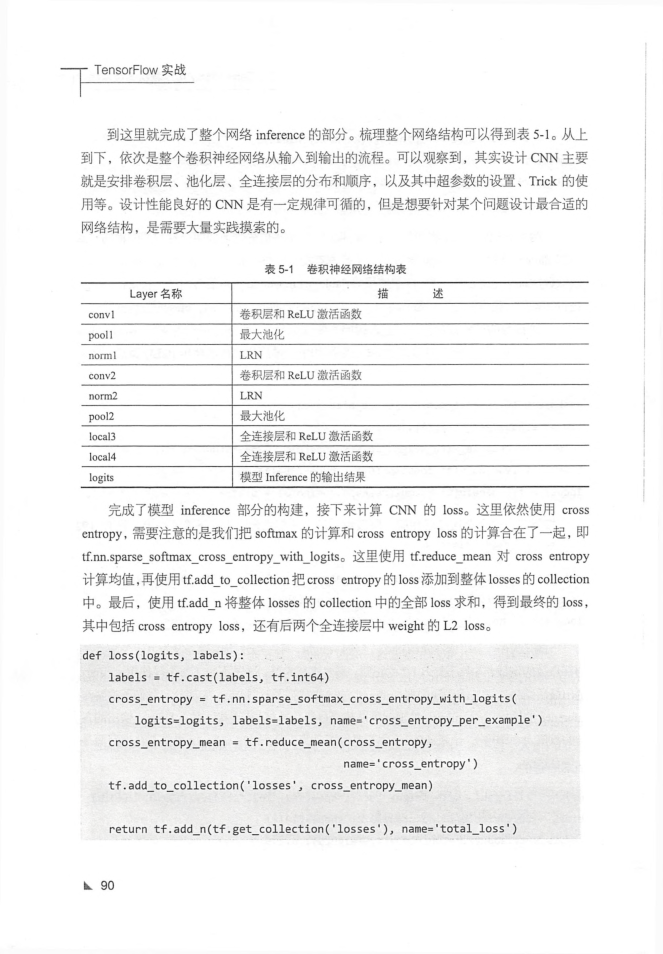 TensorFlow 实战
到这里就完成了整个网络 inference 的部分。梳理整个网络结构可以得到表 5-1。从上
到下，依次是整个卷积神经网络从输入到输出的流程。可以观察到，其实设计 CNN 主要
就是安排卷积层、池化层、全连接层的分布和顺序，以及其中超参数的设置、Trick 的使
用等。设计性能良好的 CNN 是有一定规律可循的，但是想要针对某个问题设计最合适的
网络结构，是需要大量实践摸索的。
表 5-1 卷积神经网络结构表
Layer 名称 描 述
conv1 卷积层和 ReLU 激活函数
pool1 最大池化
norm1 LRN
conv2 卷积层和 ReLU 激活函数
norm2 LRN
pool2 最大池化
local3 全连接层和 ReLU 激活函数
local4 全连接层和 ReLU 激活函数
logits 模型 Inference 的输出结果
完成了模型 inference 部分的构建，接下来计算 CNN 的 loss。这里依然使用 cross
entropy，需要注意的是我们把 softmax 的计算和 cross entropy loss 的计算合在了一起，即
tf.nn.sparse_softmax_cross_entropy_with_logits。这里使用 tf.reduce_mean 对 cross entropy
计算均值，再使用 tf.add_to_collection 把 cross entropy 的 loss 添加到整体 losses 的 collection
中。最后，使用 tf.add_n 将整体 losses 的 collection 中的全部 loss 求和，得到最终的 loss，
其中包括 cross entropy loss，还有后两个全连接层中 weight 的 L2 loss。
def loss(logits, labels):
labels = tf.cast(labels, tf.int64)
cross_entropy = tf.nn.sparse_softmax_cross_entropy_with_logits(
logits=logits, labels=labels, name='cross_entropy_per_example')
cross_entropy_mean = tf.reduce_mean(cross_entropy,
name='cross_entropy')
tf.add_to_collection('losses', cross_entropy_mean)
return tf.add_n(tf.get_collection('losses'), name='total_loss')
90